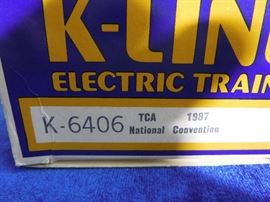 K-LIN
ELECTRIC TRAIN
K-6406 TCA 1997
National Convention